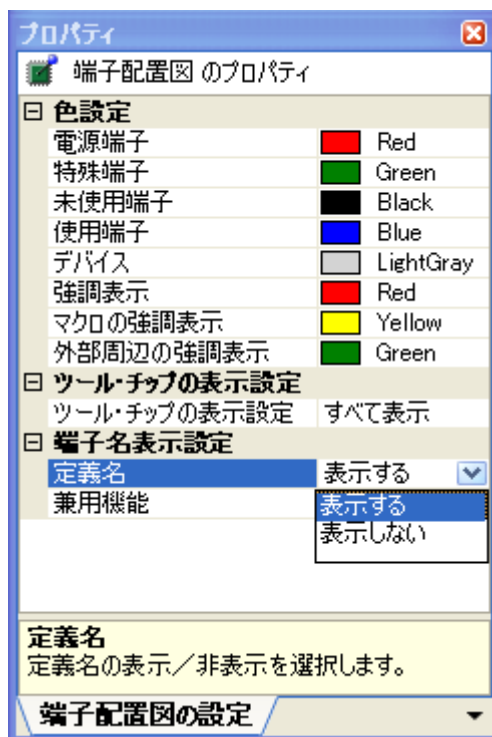 プロパティ
端子配置図 のプロパティ
色設定
電源端子 Red
特殊端子 Green
未使用端子 Black
使用端子 Blue
デバイス LightGray
強調表示 Red
マクロの強調表示 Yellow
外部周辺の強調表示 Green
ツール・チップの表示設定
ツール・チップの表示設定 すべて表示
端子名表示設定
定義名 表示する
兼用機能 表示する
表示しない
定義名
定義名の表示／非表示を選択します。
端子配置図の設定